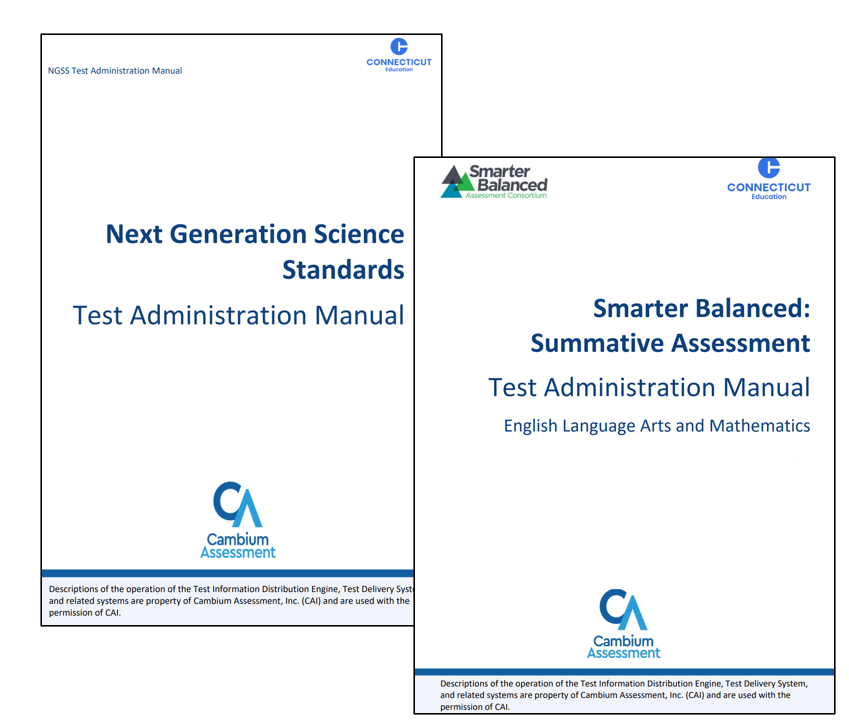 NGSS Test Administration Manual
CONNECTICUT
Education
Next Generation Science
Standards
Test Administration Manual
Cambium
Assessment
Descriptions of the operation of the Test Information Distribution Engine, Test Delivery Syst
and related systems are property of Cambium Assessment, Inc. (CAI) and are used with the
permission of CAI.
Smarter
Balanced
Assessment Consortium
CONNECTICUT
Education
Smarter Balanced:
Summative Assessment
Test Administration Manual
English Language Arts and Mathematics
Cambium
Assessment
Descriptions of the operation of the Test Information Distribution Engine, Test Delivery System,
and related systems are property of Cambium Assessment, Inc. (CAI) and are used with the
permission of CAI.